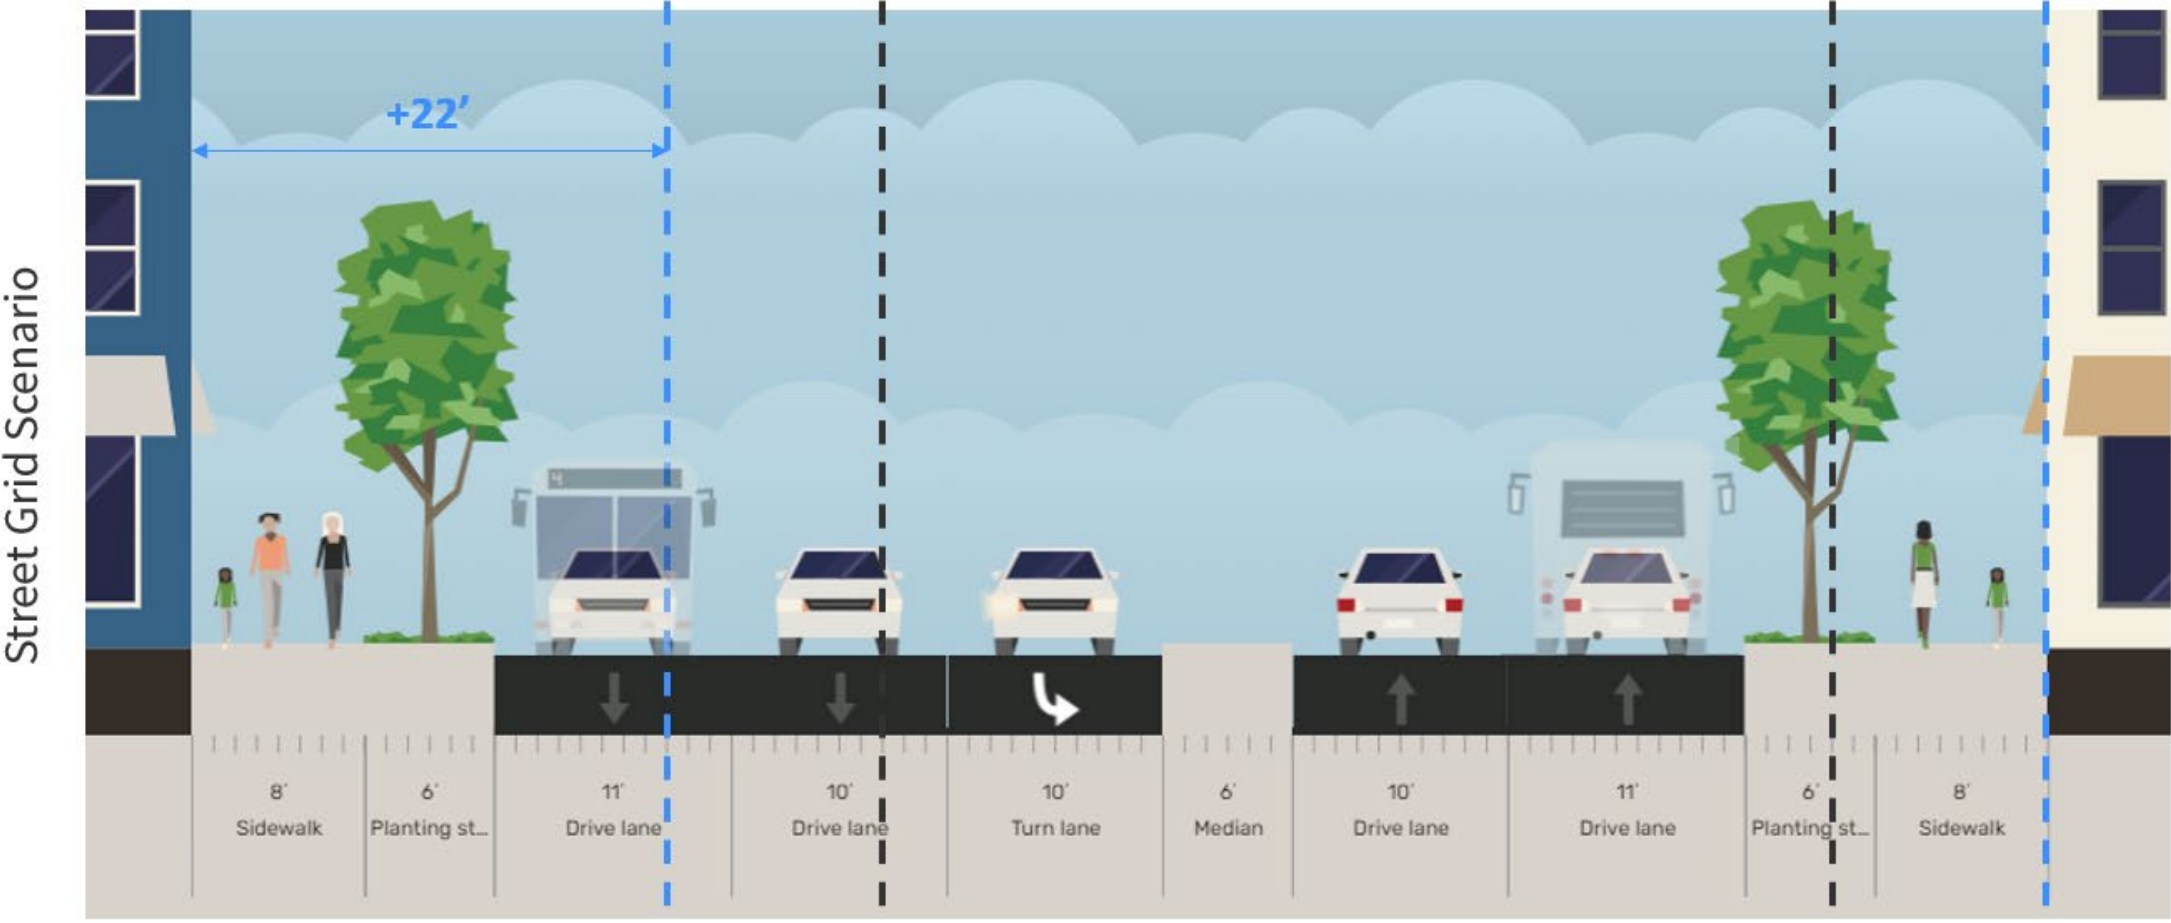 Street Grid Scenario
+22’
4
8’
Sidewalk
6’
Planting st...
11’
Drive lane
10’
Drive lane
10’
Turn lane
6’
Median
10’
Drive lane
11’
Drive lane
6’
Planting st...
8’
Sidewalk